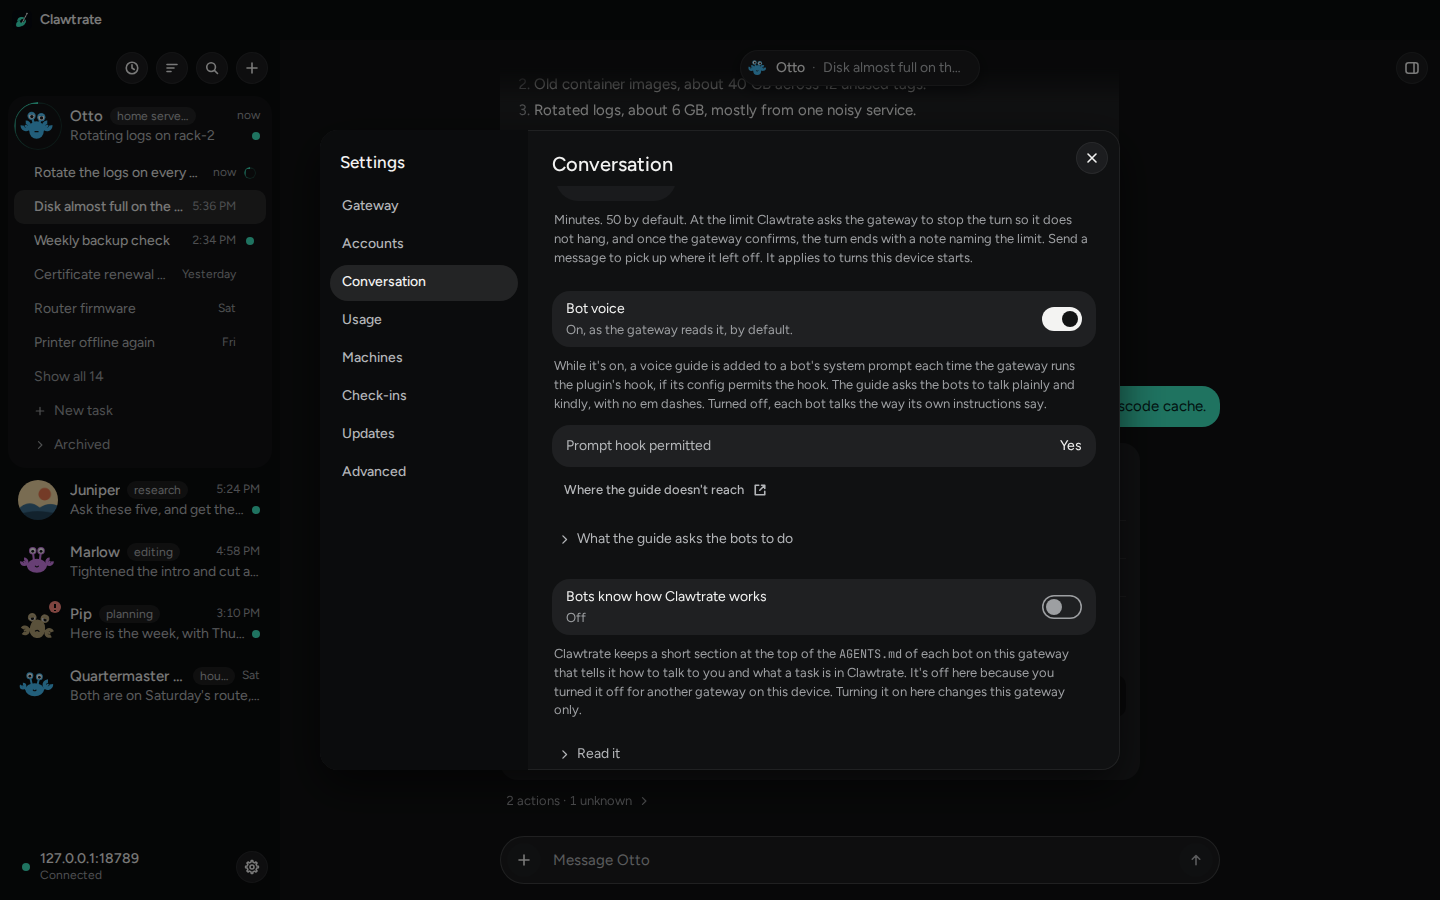 Clawtrate
Otto · Disk almost full on th...
Otto home serve... now
Rotating logs on rack-2
Rotate the logs on every ... now
Disk almost full on the ... 5:36 PM
Weekly backup check 2:34 PM
Certificate renewal ... Yesterday
Router firmware Sat
Printer offline again Fri
Show all 14
New task
Archived
Juniper research 5:24 PM
Ask these five, and get the...
Marlow editing 4:58 PM
Tightened the intro and cut a...
Pip planning 3:10 PM
Here is the week, with Thu...
Quartermaster ... hou... Sat
Both are on Saturday's route,...
127.0.0.1:18789
Connected
2. Old container images, about 40 GB across 12 unused tags.
3. Rotated logs, about 6 GB, mostly from one noisy service.
Settings
Gateway
Accounts
Conversation
Usage
Machines
Check-ins
Updates
Advanced
Conversation
Minutes. 50 by default. At the limit Clawtrate asks the gateway to stop the turn so it does
not hang, and once the gateway confirms, the turn ends with a note naming the limit. Send a
message to pick up where it left off. It applies to turns this device starts.
Bot voice
On, as the gateway reads it, by default.
While it's on, a voice guide is added to a bot's system prompt each time the gateway runs
the plugin's hook, if its config permits the hook. The guide asks the bots to talk plainly and
kindly, with no em dashes. Turned off, each bot talks the way its own instructions say.
Prompt hook permitted Yes
Where the guide doesn't reach
What the guide asks the bots to do
Bots know how Clawtrate works
Off
Clawtrate keeps a short section at the top of the AGENTS.md of each bot on this gateway
that tells it how to talk to you and what a task is in Clawtrate. It's off here because you
turned it off for another gateway on this device. Turning it on here changes this gateway
only.
Read it
scode cache.
2 actions · 1 unknown
Message Otto